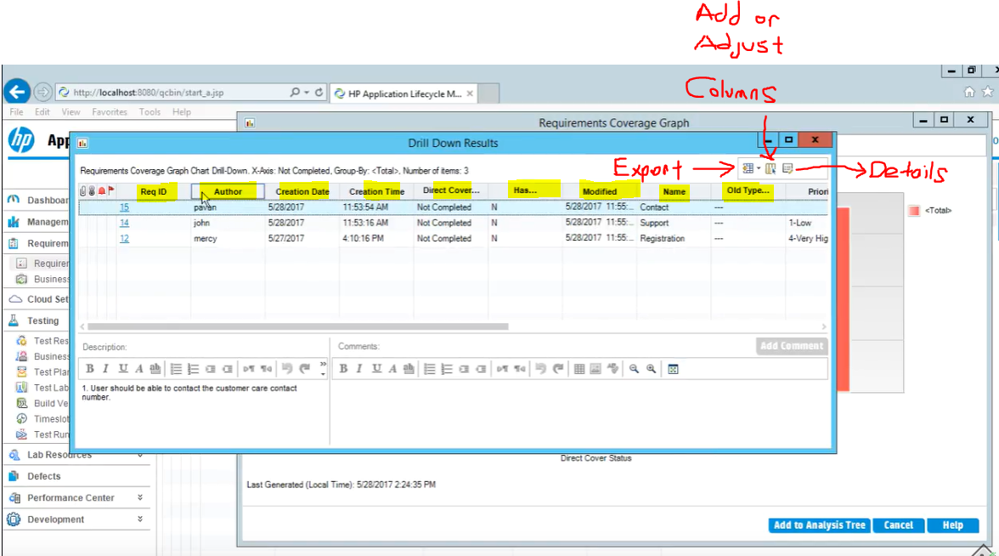 Add or
Adjust
Columns
http://localhost:8080/qcbin/start_a.jsp
HP Application Lifecycle M...
File Edit View Favorites Tools Help
hp
Requirements Coverage Graph
Drill Down Results
Requirements Coverage Graph Chart Drill-Down. X-Axis: Not Completed, Group-By: <Total>, Number of items: 3
Export
Details
Req ID Author Creation Date Creation Time Direct Cover... Has... Modified Name Old Type... Priori
15 pavan 5/28/2017 11:53:54 AM Not Completed N 5/28/2017 11:55:... Contact ---
14 john 5/28/2017 11:53:16 AM Not Completed N 5/28/2017 11:55:... Support --- 1-Low
12 mercy 5/27/2017 4:10:16 PM Not Completed N 5/28/2017 11:55:... Registration --- 4-Very Hig
<Total>
App
Dashboar
Managem
Requirem
Requirer
Business
Cloud Set
Testing
Test Res
Business
Test Plan
Test Lab
Build Ve
Timeslot
Test Run
Lab Resources
Defects
Performance Center
Development
Description:
Comments:
Add Comment
B I U A ab
B I U A ab
1. User should be able to contact the customer care contact
number.
Direct Cover Status
Last Generated (Local Time): 5/28/2017 2:24:35 PM
Add to Analysis Tree Cancel Help